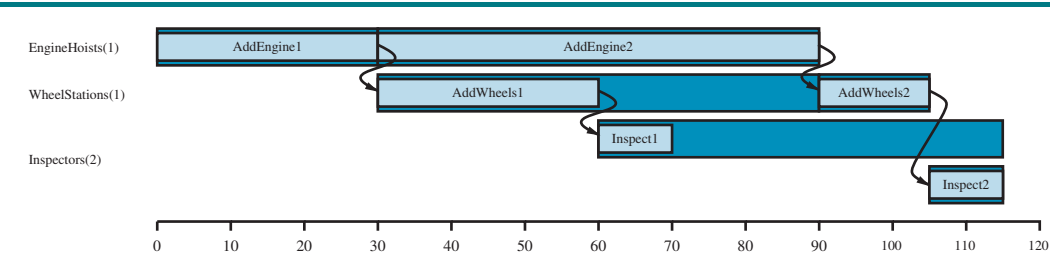 EngineHoists(1)
AddEngine1
AddEngine2
WheelStations(1)
AddWheels1
AddWheels2
Inspectors(2)
Inspect1
Inspect2
0 10 20 30 40 50 60 70 80 90 100 110 120